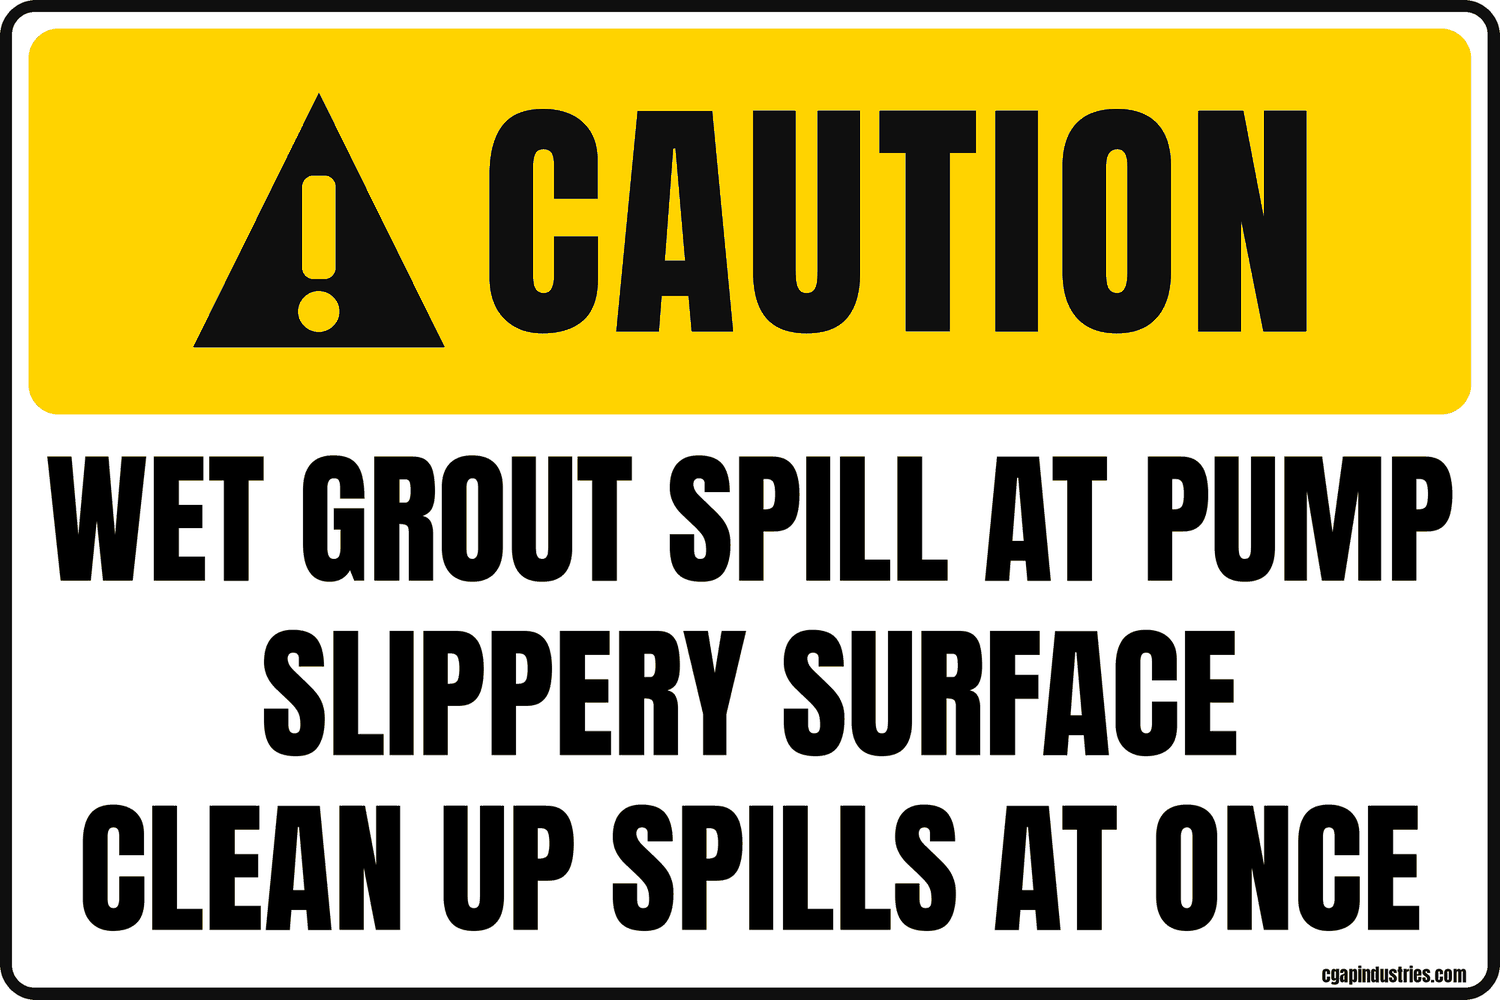 CAUTION
WET GROUT SPILL AT PUMP
SLIPPERY SURFACE
CLEAN UP SPILLS AT ONCE
cgapindustries.com